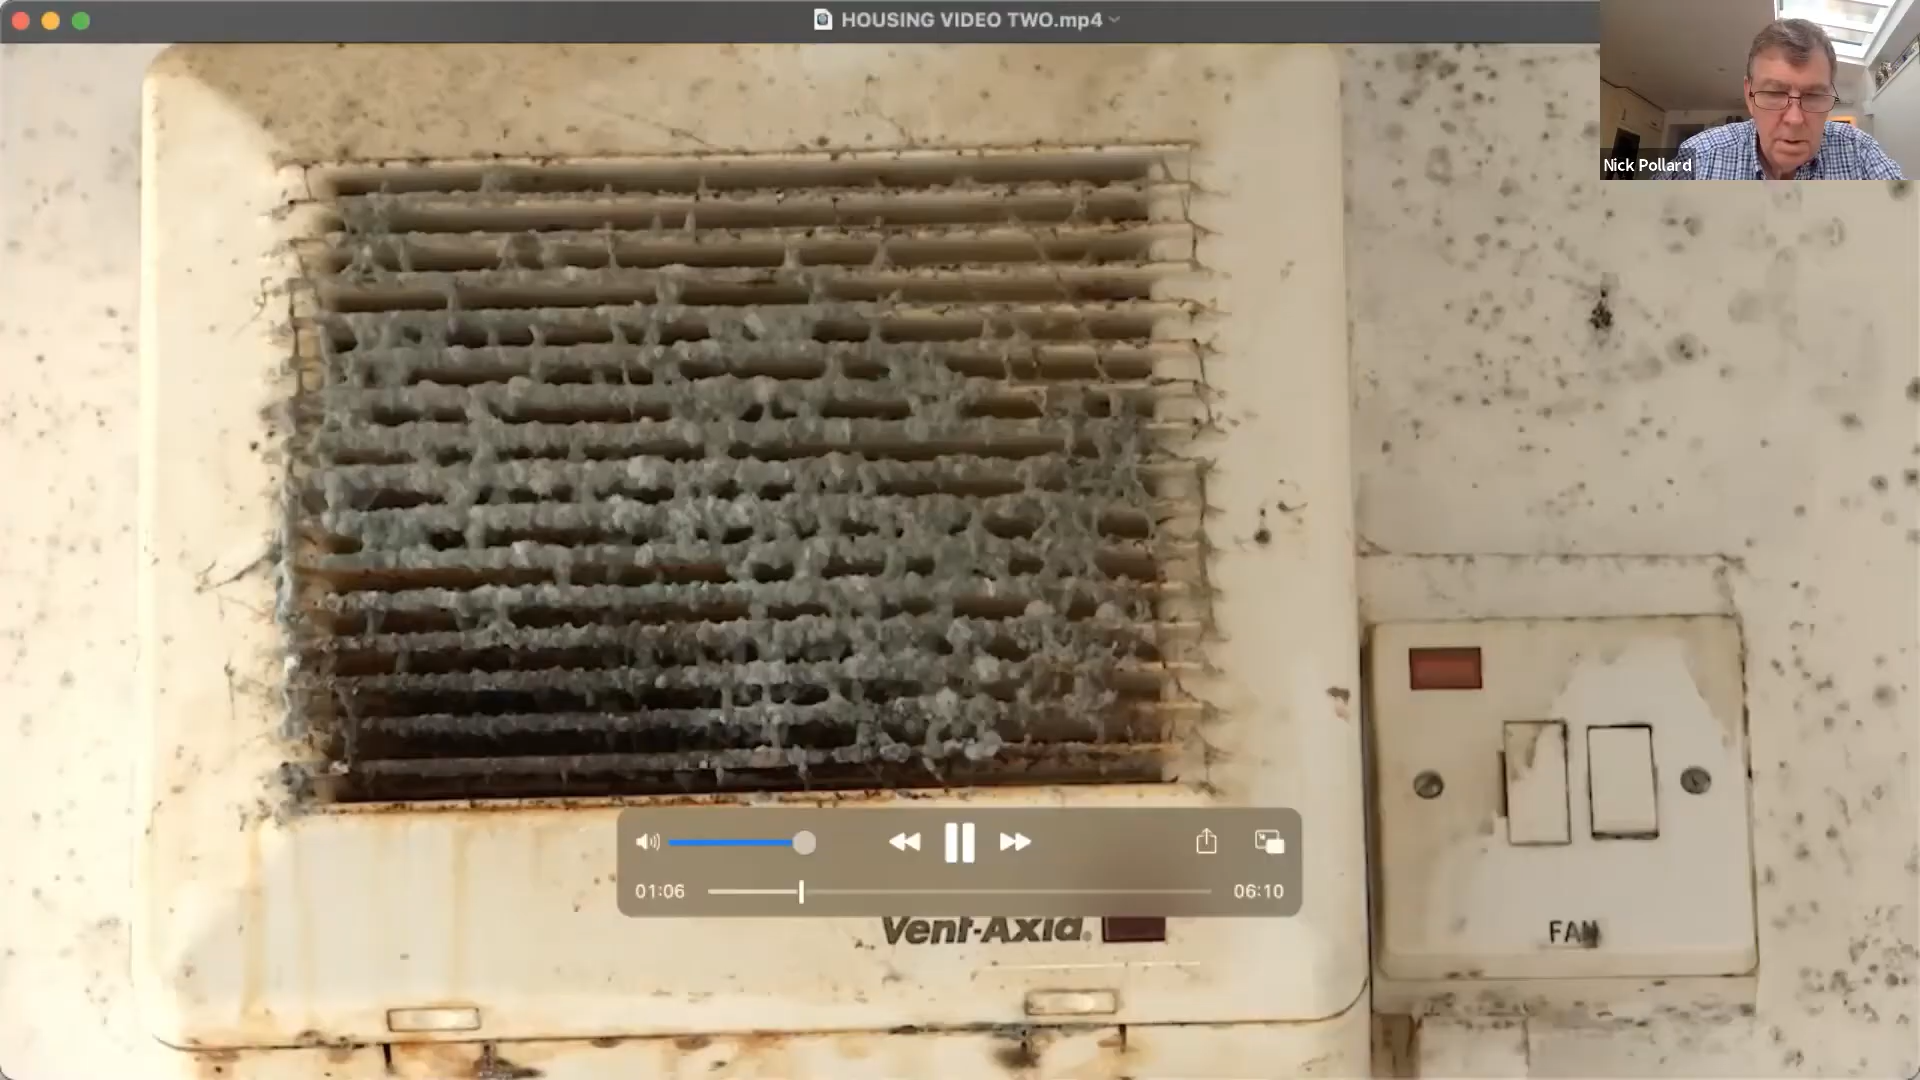 HOUSING VIDEO TWO.mp4
Nick Pollard
01:06
06:10
Vent-Axia
FAN